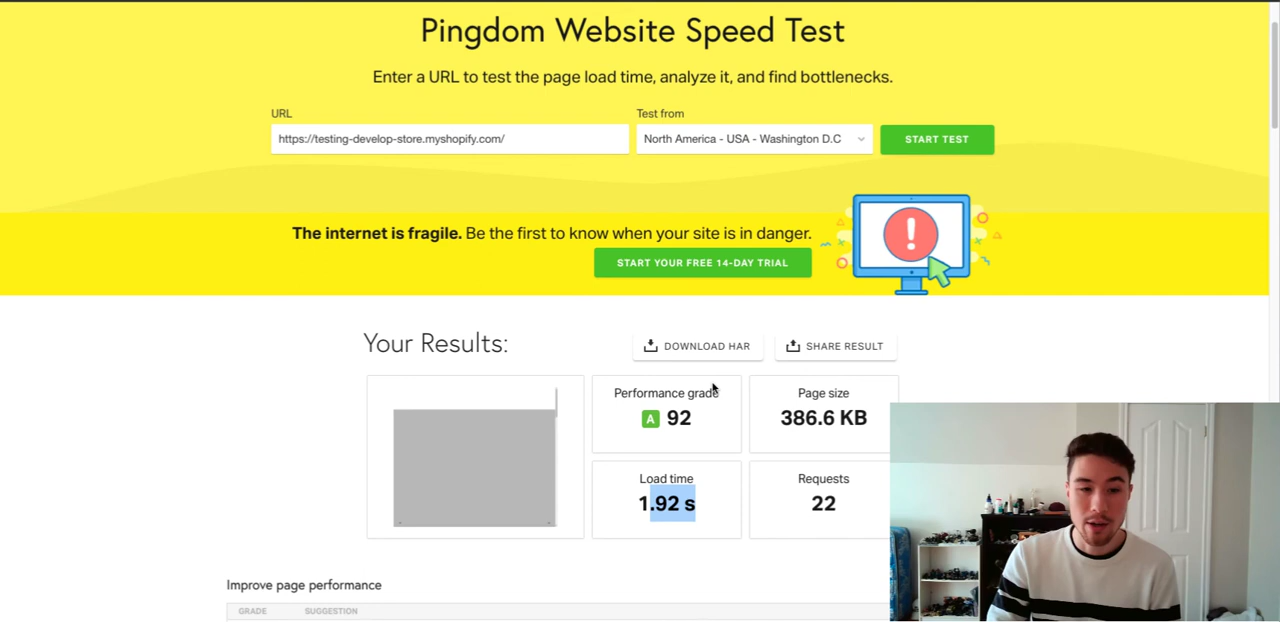 Pingdom Website Speed Test
Enter a URL to test the page load time, analyze it, and find bottlenecks.
URL
Test from
https://testing-develop-store.myshopify.com/
North America - USA - Washington D.C
START TEST
The internet is fragile. Be the first to know when your site is in danger.
START YOUR FREE 14-DAY TRIAL
Your Results:
DOWNLOAD HAR
SHARE RESULT
Performance grade
A 92
Page size
386.6 KB
Load time
1.92 s
Requests
22
Improve page performance
GRADE
SUGGESTION